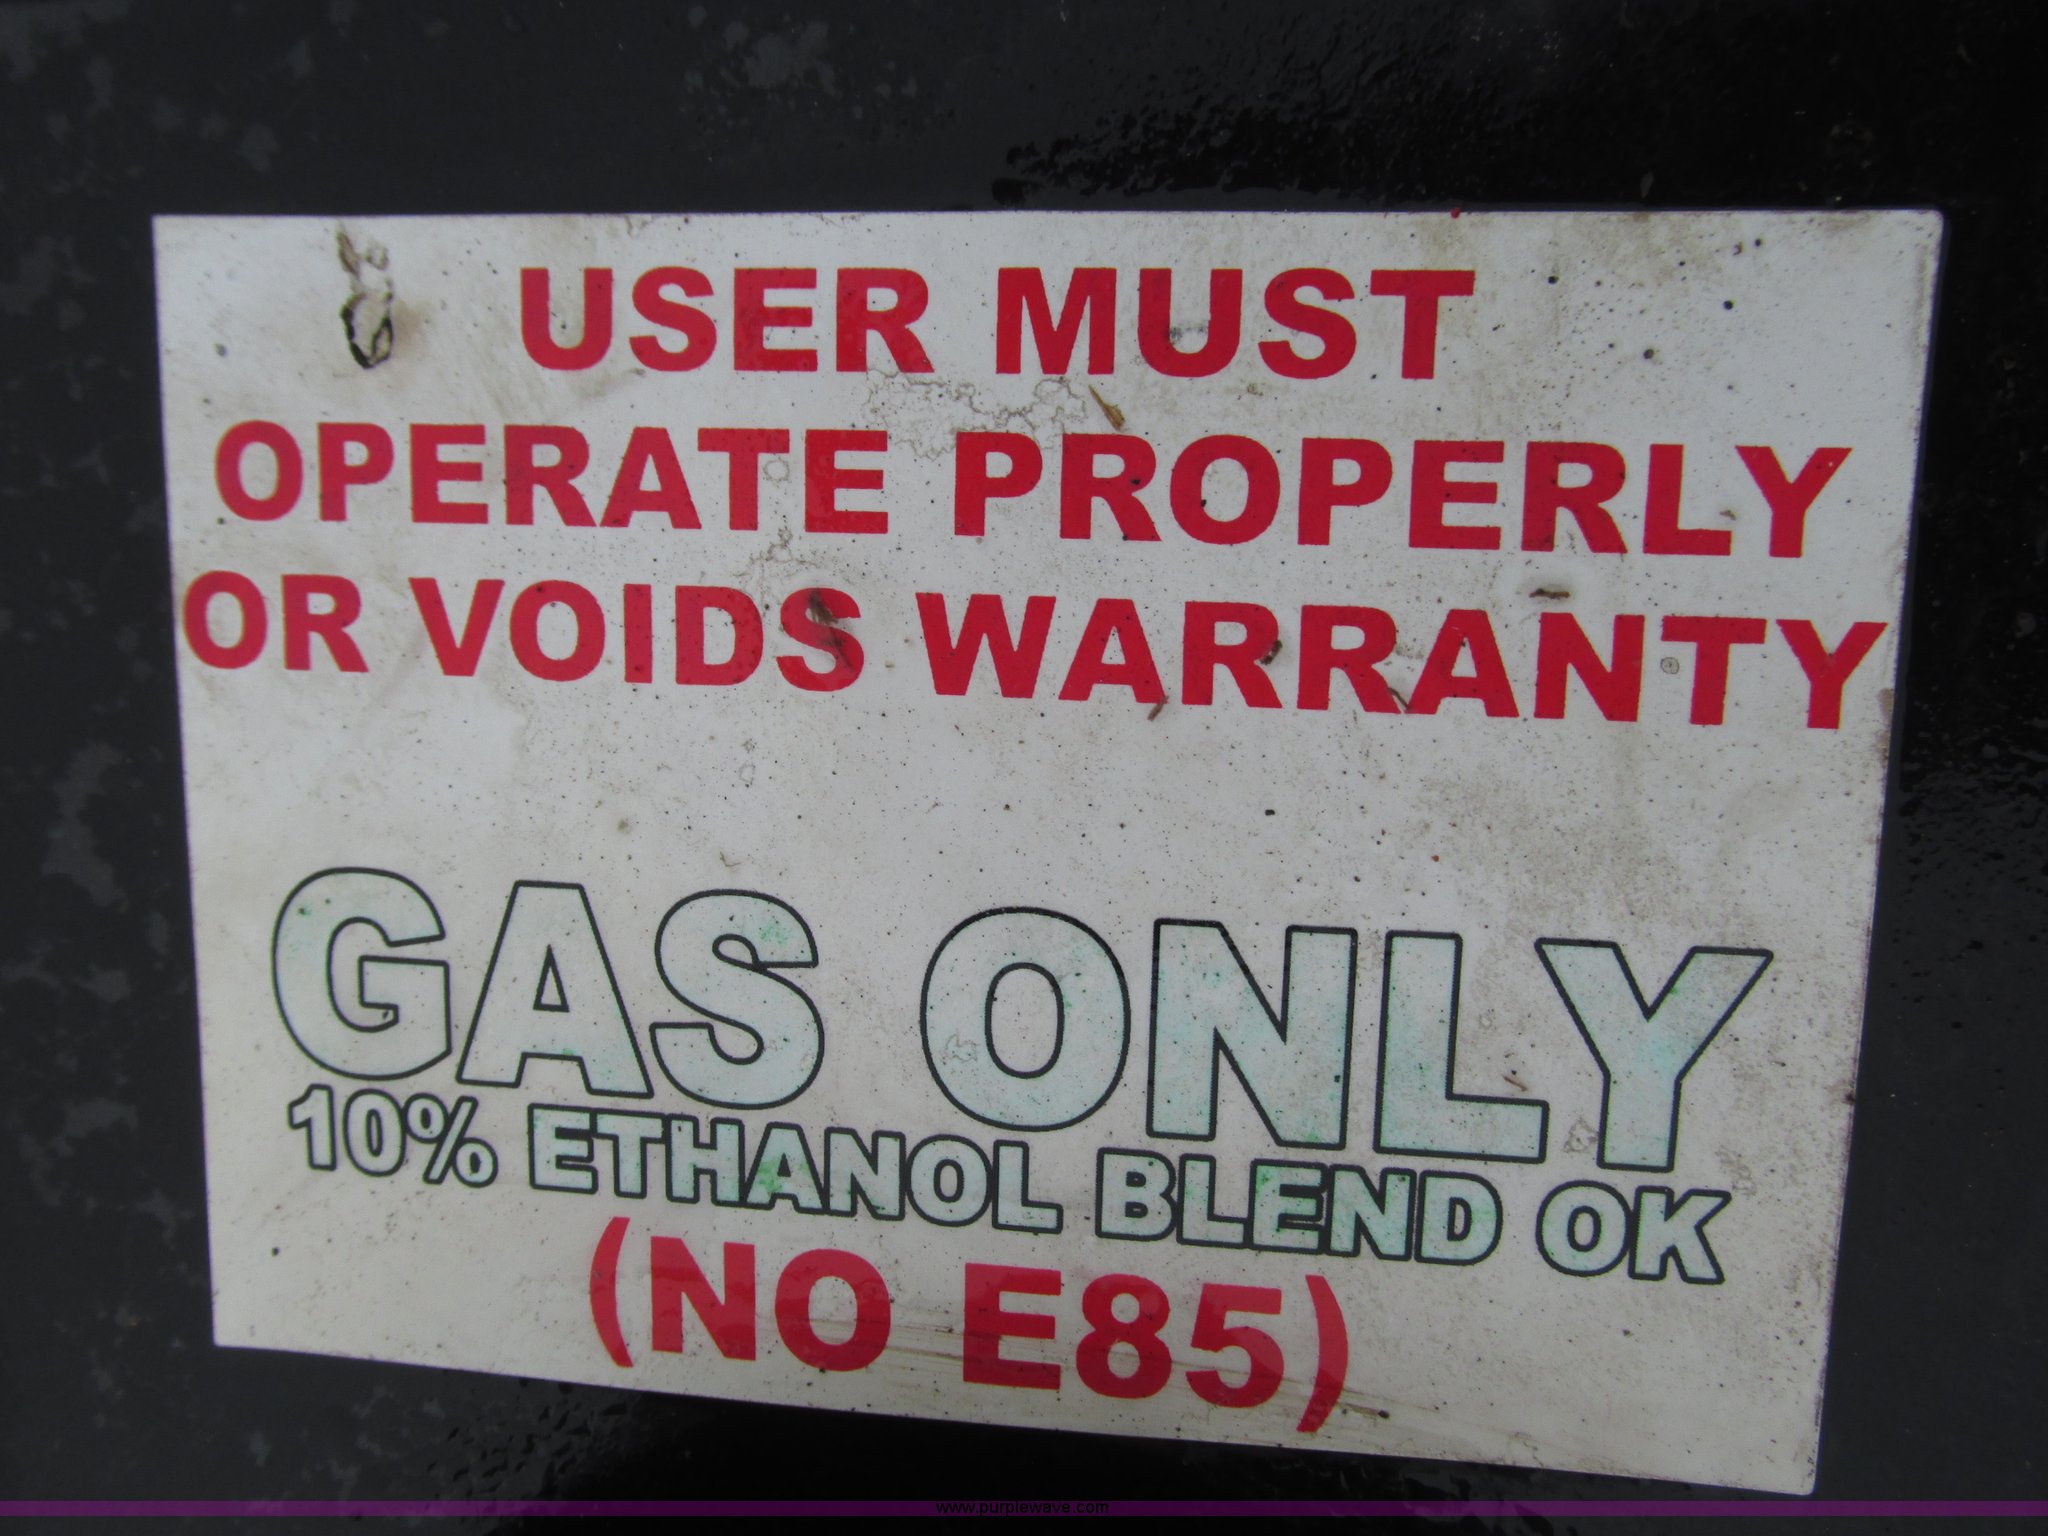 USER MUST
OPERATE PROPERLY
OR VOIDS WARRANTY
GAS ONLY
10% ETHANOL BLEND OK
(NO E85)
www.purplewave.com